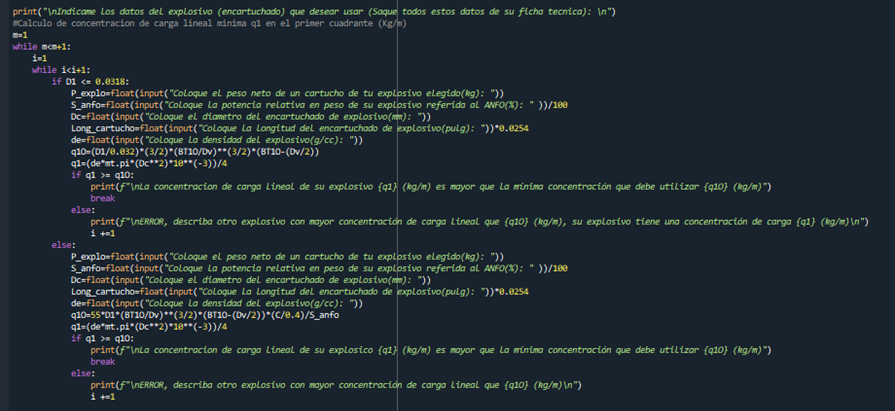 print("\nIndicame los datos del explosivo (encartuchado) que desear usar (Saque todos estos datos de su ficha tecnica): \n")
#Calculo de concentracion de carga lineal minima q1 en el primer cuadrante (Kg/m)
m=1
while m<m+1:
    i=1
    while i<i+1:
        if D1 <= 0.0318:
            P_explo=float(input("Coloque el peso neto de un cartucho de tu explosivo elegido(kg): "))
            S_anfo=float(input("Coloque la potencia relativa en peso de su explosivo referida al ANFO(%): " ))/100
            Dc=float(input("Coloque el diametro del encartuchado de explosivo(mm): "))
            Long_cartucho=float(input("Coloque la longitud del encartuchado de explosivo(pulg): "))*0.0254
            de=float(input("Coloque la densidad del explosivo(g/cc): "))
            q1O=(D1/0.032)*(3/2)*(BT1O/Dv)**(3/2)*(BT1O-(Dv/2))
            q1=(de*mt.pi*(Dc**2)*10**(-3))/4
            if q1 >= q1O:
                print(f"\nLa concentracion de carga lineal de su explosivo {q1} (kg/m) es mayor que la mínima concentración que debe utilizar {q1O} (kg/m)")
                break
            else:
                print(f"\nERROR, describa otro explosivo con mayor concentración de carga lineal que {q1O} (kg/m), su explosivo tiene una concentración de carga {q1} (kg/m)\n")
                i +=1
        else:
            P_explo=float(input("Coloque el peso neto de un cartucho de tu explosivo elegido(kg): "))
            S_anfo=float(input("Coloque la potencia relativa en peso de su explosivo referida al ANFO(%): " ))/100
            Dc=float(input("Coloque el diametro del encartuchado de explosivo(mm): "))
            Long_cartucho=float(input("Coloque la longitud del encartuchado de explosivo(pulg): "))*0.0254
            de=float(input("Coloque la densidad del explosivo(g/cc): "))
            q1O=55*D1*(BT1O/Dv)**(3/2)*(BT1O-(Dv/2))*(C/0.4)/S_anfo
            q1=(de*mt.pi*(Dc**2)*10**(-3))/4
            if q1 >= q1O:
                print(f"\nLa concentracion de carga lineal de su explosico {q1} (kg/m) es mayor que la mínima concentración que debe utilizar {q1O} (kg/m)")
                break
            else:
                print(f"\nERROR, describa otro explosivo con mayor concentración de carga lineal que {q1O} (kg/m)\n")
                i +=1